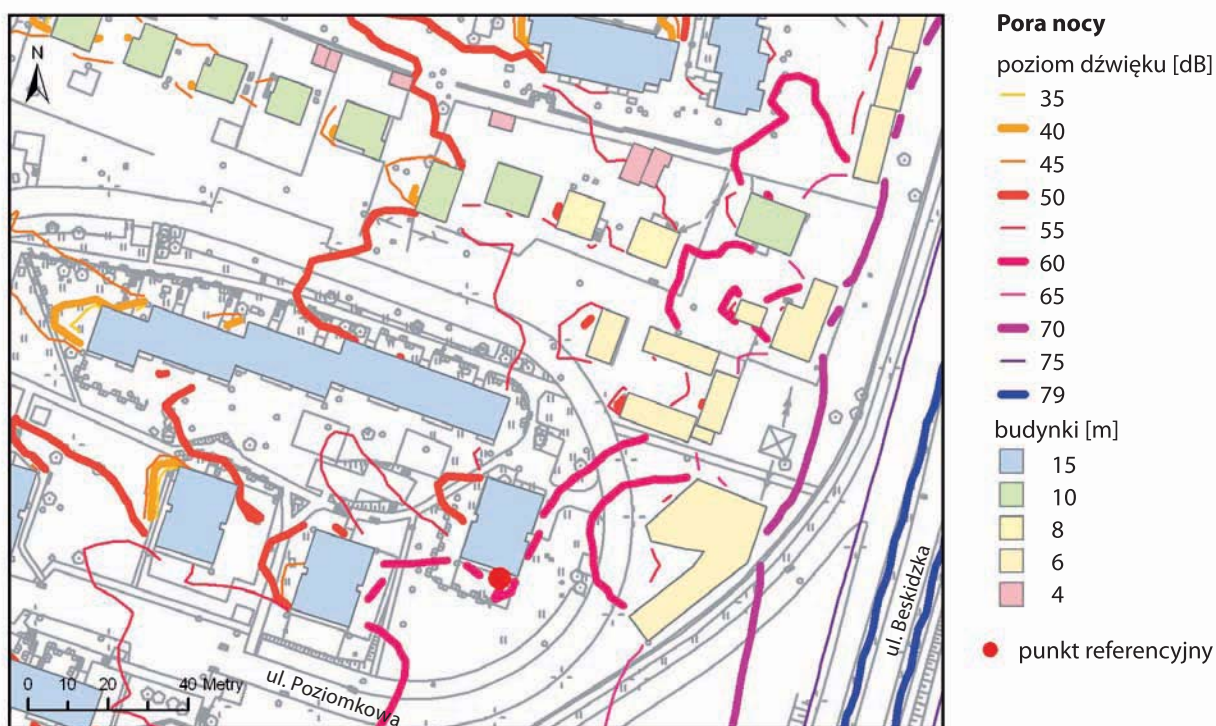 N
0 10 20 40 Metry
ul. Poziomkowa
ul. Beskidzka
Pora nocy
poziom dźwięku [dB]
35
40
45
50
55
60
65
70
75
79
budynki [m]
15
10
8
6
4
punkt referencyjny